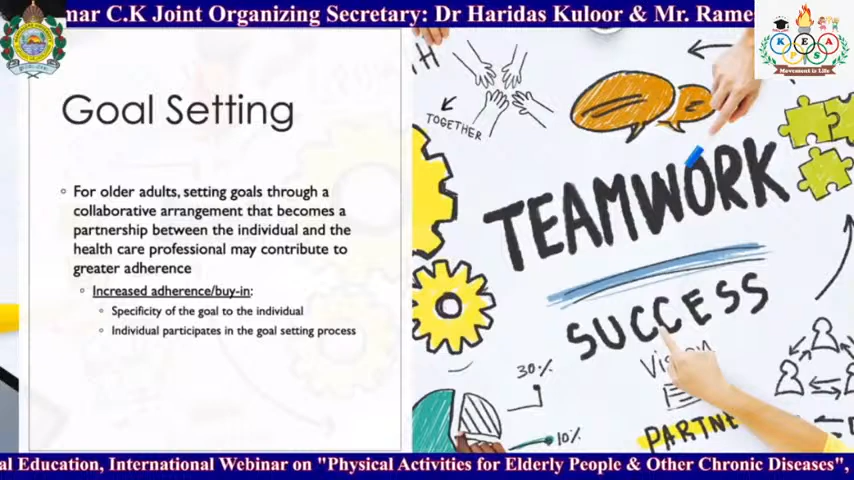 mar C.K Joint Organizing Secretary: Dr Haridas Kuloor & Mr. Rames
K E A
P S
Movement is Life
Goal Setting
For older adults, setting goals through a
collaborative arrangement that becomes a
partnership between the individual and the
health care professional may contribute to
greater adherence
Increased adherence/buy-in:
Specificity of the goal to the individual
Individual participates in the goal setting process
TOGETHER
TEAMWORK
SUCCESS
Vision
30%
10%
PARTNE
al Education, International Webinar on "Physical Activities for Elderly People & Other Chronic Diseases",